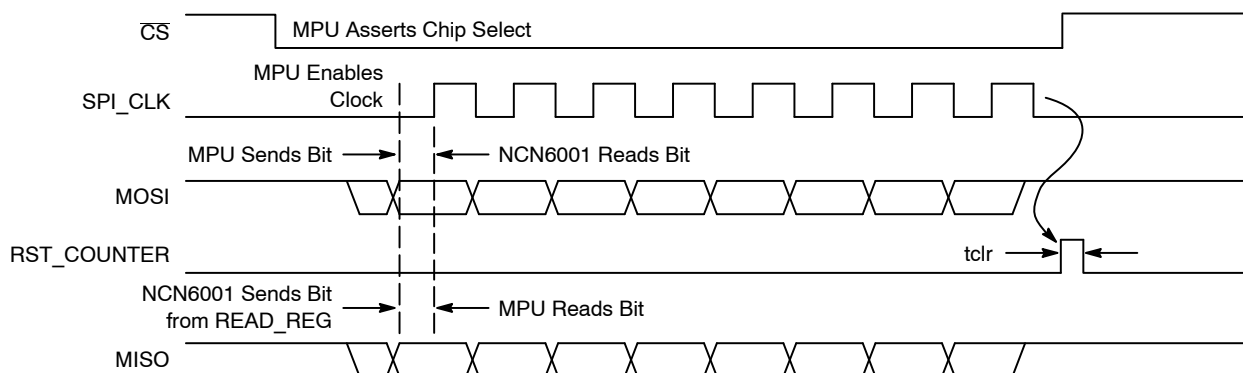 CS
MPU Asserts Chip Select
MPU Enables
Clock
SPI_CLK
MPU Sends Bit
NCN6001 Reads Bit
MOSI
RST_COUNTER
tclr
NCN6001 Sends Bit
from READ_REG
MPU Reads Bit
MISO